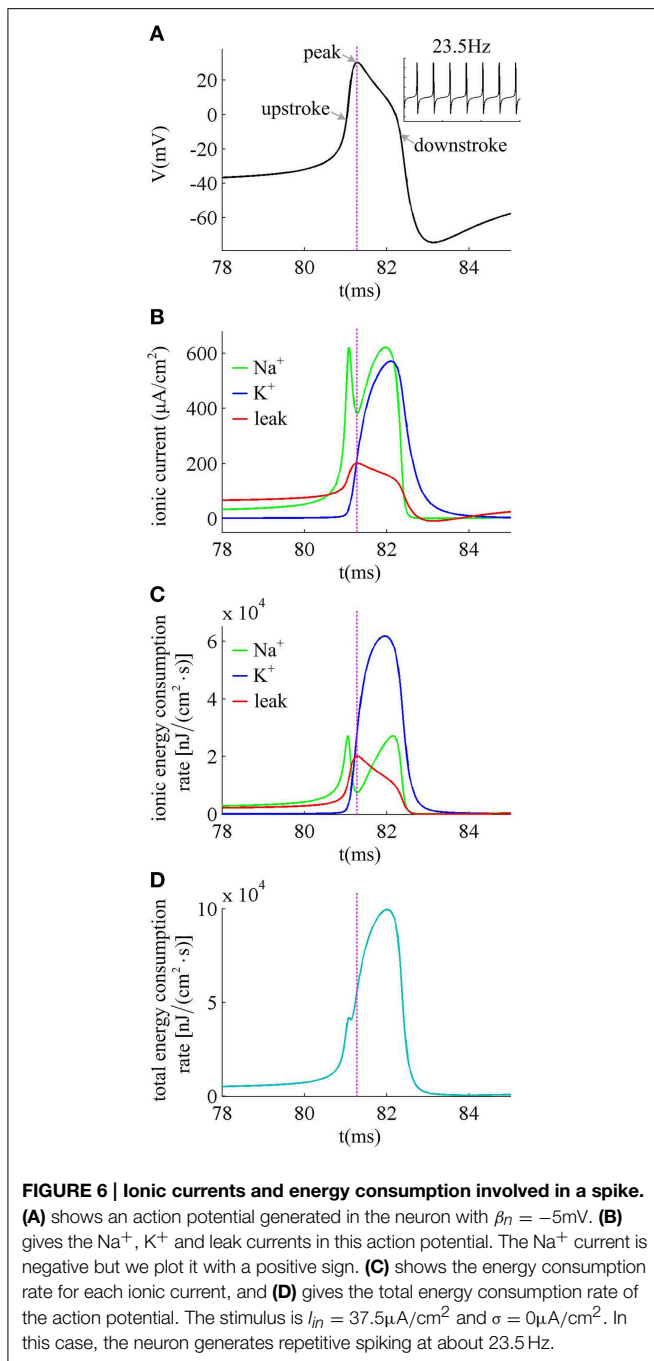 A
peak
23.5Hz
upstroke
downstroke
20
0
-20
-40
-60
V(mV)
78 80 82 84
t(ms)
B
Na⁺
K⁺
leak
600
400
200
0
ionic current (µA/cm²)
78 80 82 84
t(ms)
C
x 10⁴
Na⁺
K⁺
leak
6
4
2
0
ionic energy consumption
rate [nJ/(cm²·s)]
78 80 82 84
t(ms)
D
x 10⁴
10
5
0
total energy consumption
rate [nJ/(cm²·s)]
78 80 82 84
t(ms)
FIGURE 6 | Ionic currents and energy consumption involved in a spike.
(A) shows an action potential generated in the neuron with βn = −5mV. (B)
gives the Na⁺, K⁺ and leak currents in this action potential. The Na⁺ current is
negative but we plot it with a positive sign. (C) shows the energy consumption
rate for each ionic current, and (D) gives the total energy consumption rate of
the action potential. The stimulus is Iin = 37.5µA/cm² and σ = 0µA/cm². In
this case, the neuron generates repetitive spiking at about 23.5 Hz.